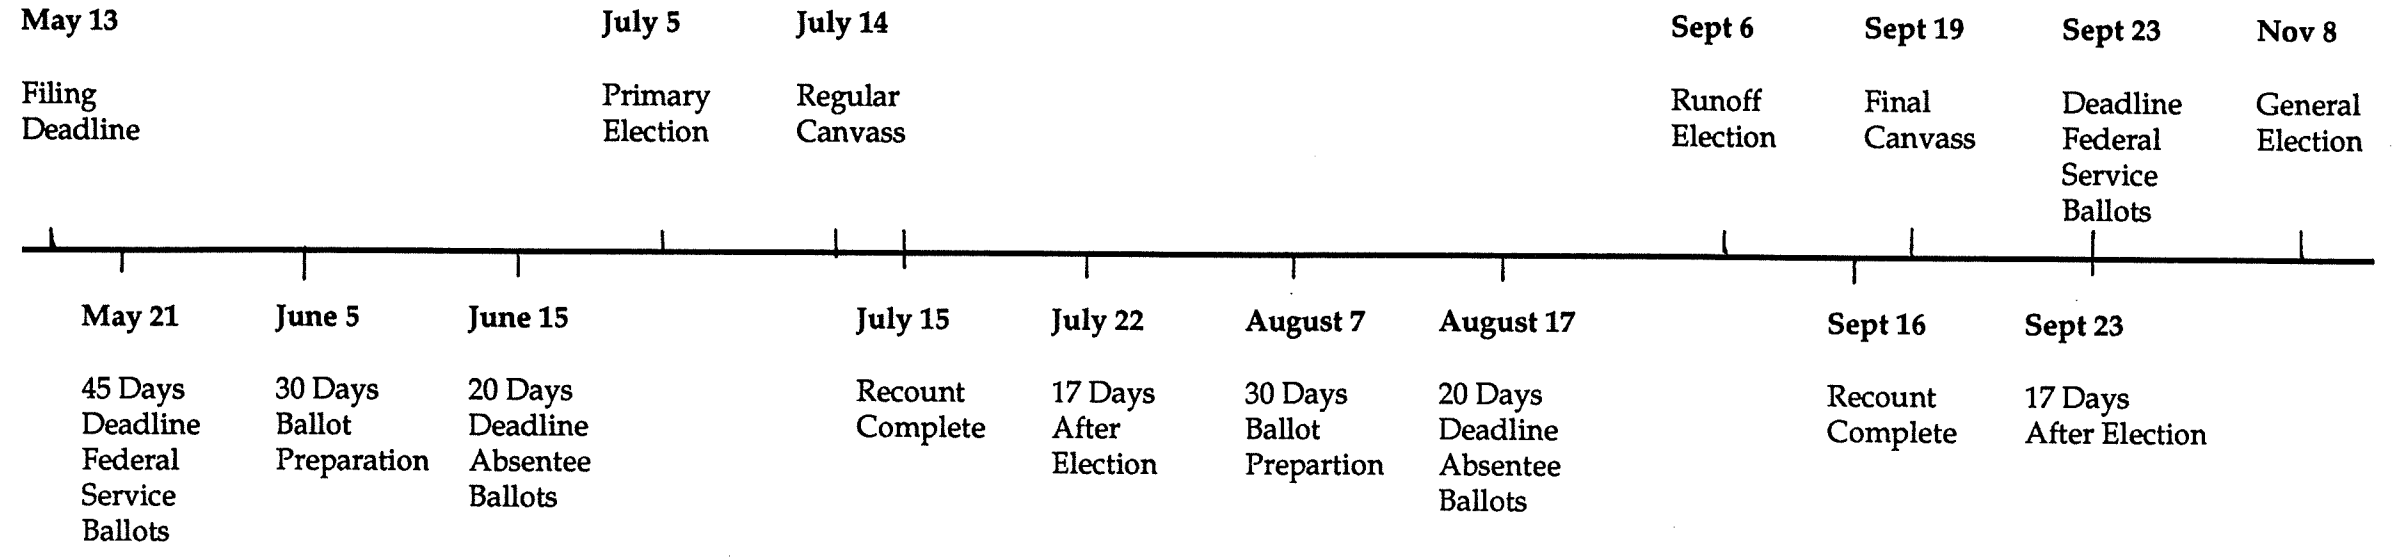 May 13
Filing
Deadline
July 5
Primary
Election
July 14
Regular
Canvass
Sept 6
Runoff
Election
Sept 19
Final
Canvass
Sept 23
Deadline
Federal
Service
Ballots
Nov 8
General
Election
May 21
45 Days
Deadline
Federal
Service
Ballots
June 5
30 Days
Ballot
Preparation
June 15
20 Days
Deadline
Absentee
Ballots
July 15
Recount
Complete
July 22
17 Days
After
Election
August 7
30 Days
Ballot
Prepartion
August 17
20 Days
Deadline
Absentee
Ballots
Sept 16
Recount
Complete
Sept 23
17 Days
After Election